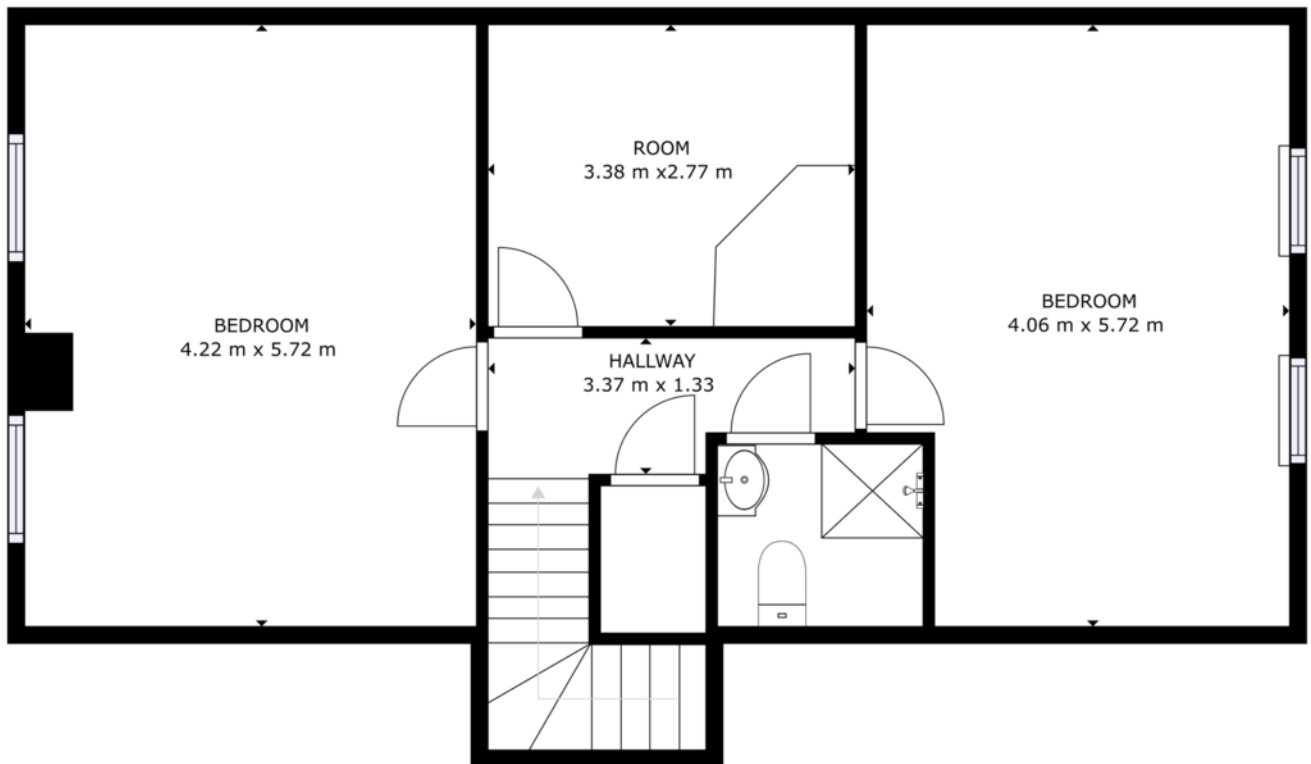 ROOM
3.38 m x2.77 m
BEDROOM
4.22 m x 5.72 m
BEDROOM
4.06 m x 5.72 m
HALLWAY
3.37 m x 1.33